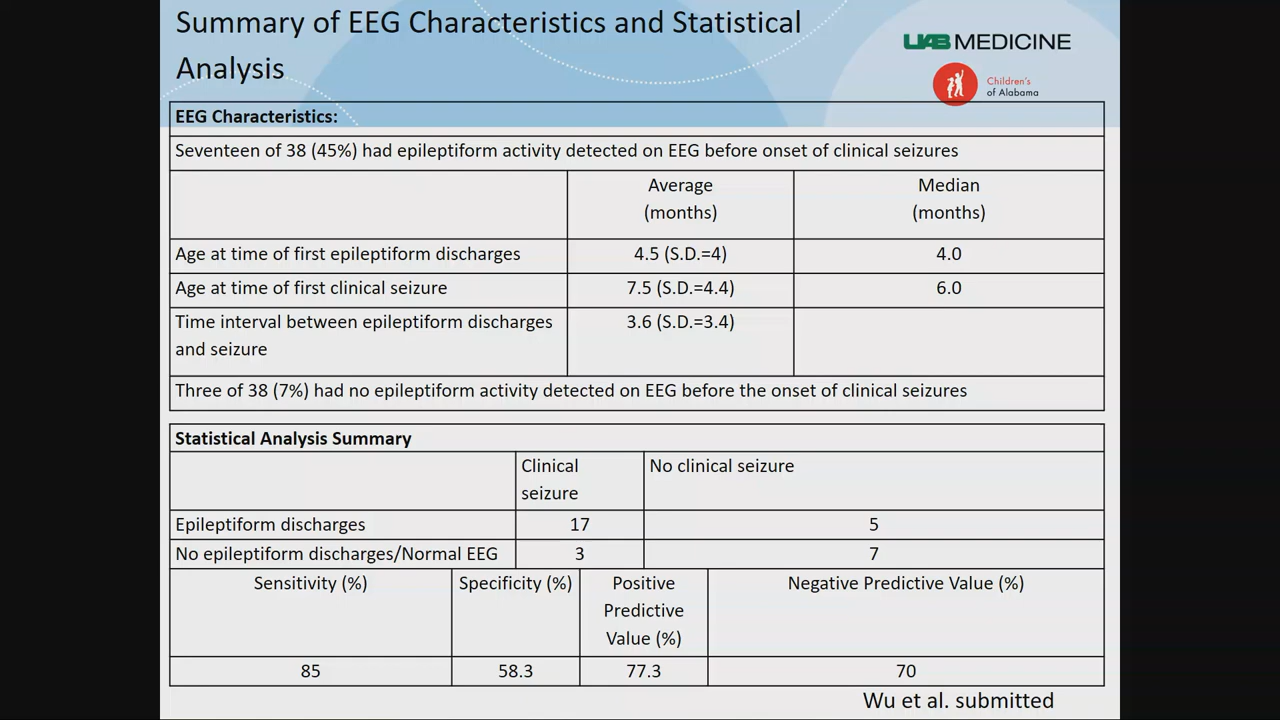 Summary of EEG Characteristics and Statistical
Analysis
UAB MEDICINE
Children's
of Alabama
EEG Characteristics:
Seventeen of 38 (45%) had epileptiform activity detected on EEG before onset of clinical seizures
Average
(months)
Median
(months)
Age at time of first epileptiform discharges
4.5 (S.D.=4)
4.0
Age at time of first clinical seizure
7.5 (S.D.=4.4)
6.0
Time interval between epileptiform discharges
and seizure
3.6 (S.D.=3.4)
Three of 38 (7%) had no epileptiform activity detected on EEG before the onset of clinical seizures
Statistical Analysis Summary
Clinical
seizure
No clinical seizure
Epileptiform discharges
17
5
No epileptiform discharges/Normal EEG
3
7
Sensitivity (%)
Specificity (%)
Positive
Predictive
Value (%)
Negative Predictive Value (%)
85
58.3
77.3
70
Wu et al. submitted